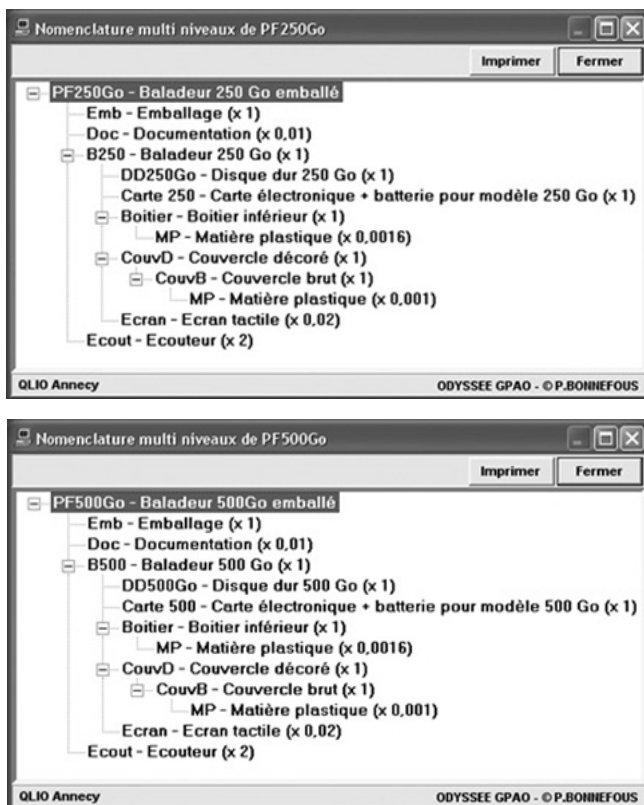 Nomenclature multi niveaux de PF250Go
Imprimer Fermer
PF250Go - Baladeur 250 Go emballé
Emb - Emballage (x 1)
Doc - Documentation (x 0,01)
B250 - Baladeur 250 Go (x 1)
DD250Go - Disque dur 250 Go (x 1)
Carte 250 - Carte électronique + batterie pour modèle 250 Go (x 1)
Boitier - Boitier inférieur (x 1)
MP - Matière plastique (x 0,0016)
CouvD - Couvercle décoré (x 1)
CouvB - Couvercle brut (x 1)
MP - Matière plastique (x 0,001)
Ecran - Ecran tactile (x 0,02)
Ecout - Ecouteur (x 2)
QLIO Annecy ODYSSEE GPAO - © P.BONNEFOUS
Nomenclature multi niveaux de PF500Go
Imprimer Fermer
PF500Go - Baladeur 500Go emballé
Emb - Emballage (x 1)
Doc - Documentation (x 0,01)
B500 - Baladeur 500 Go (x 1)
DD500Go - Disque dur 500 Go (x 1)
Carte 500 - Carte électronique + batterie pour modèle 500 Go (x 1)
Boitier - Boitier inférieur (x 1)
MP - Matière plastique (x 0,0016)
CouvD - Couvercle décoré (x 1)
CouvB - Couvercle brut (x 1)
MP - Matière plastique (x 0,001)
Ecran - Ecran tactile (x 0,02)
Ecout - Ecouteur (x 2)
QLIO Annecy ODYSSEE GPAO - © P.BONNEFOUS